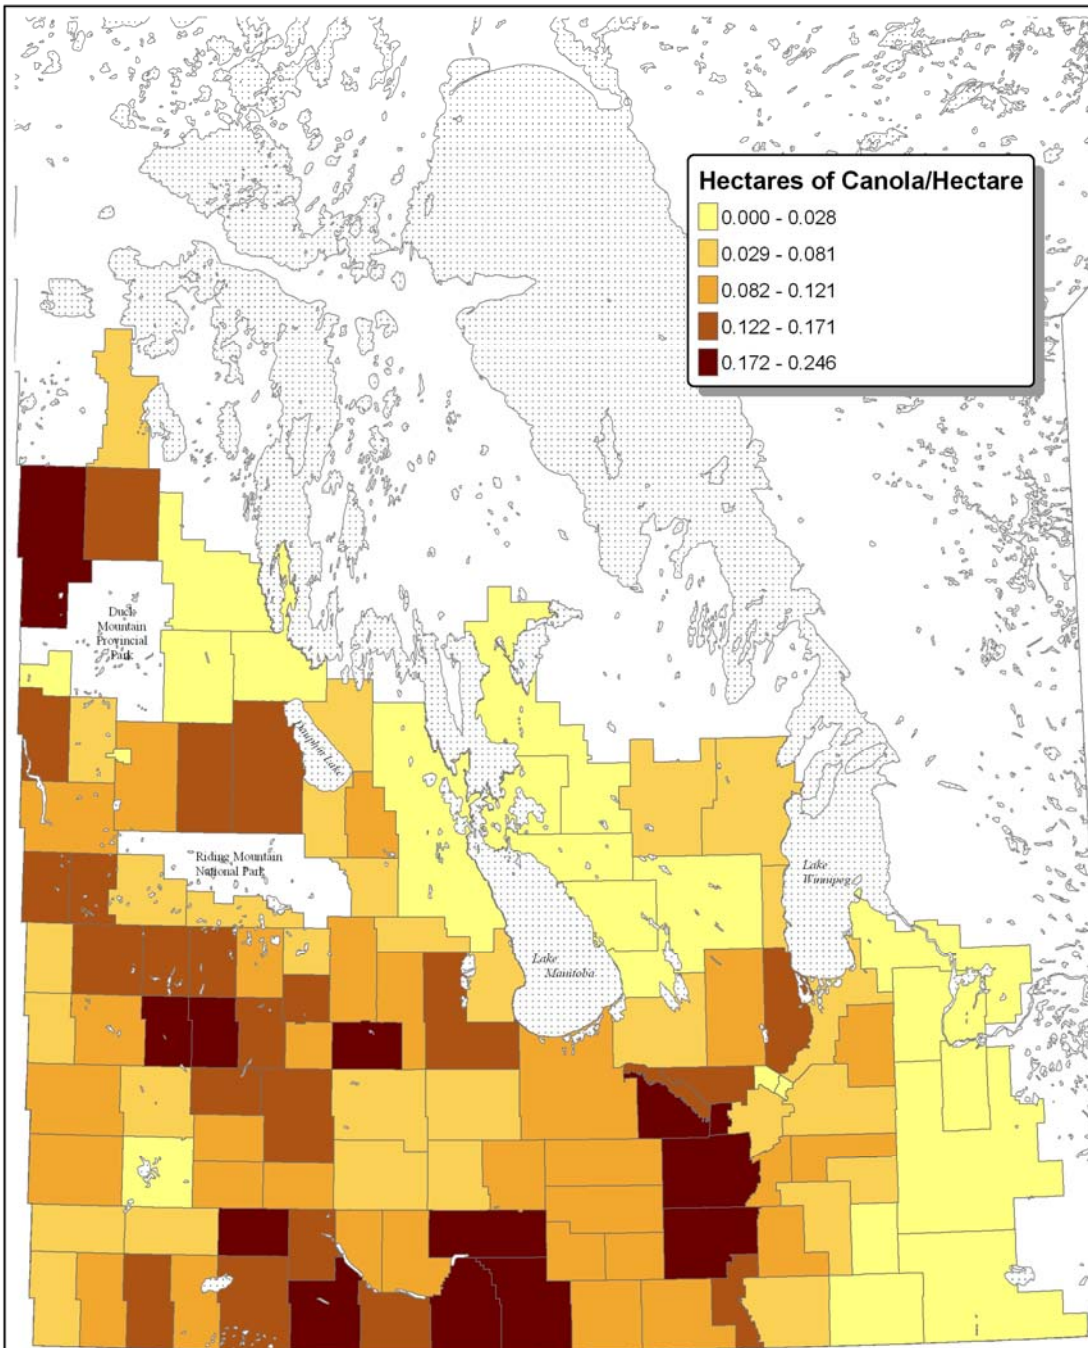 Hectares of Canola/Hectare
0.000 - 0.028
0.029 - 0.081
0.082 - 0.121
0.122 - 0.171
0.172 - 0.246
Duck
Mountain
Provincial
Park
Dauphin Lake
Riding Mountain
National Park
Lake
Winnipeg
Lake
Manitoba